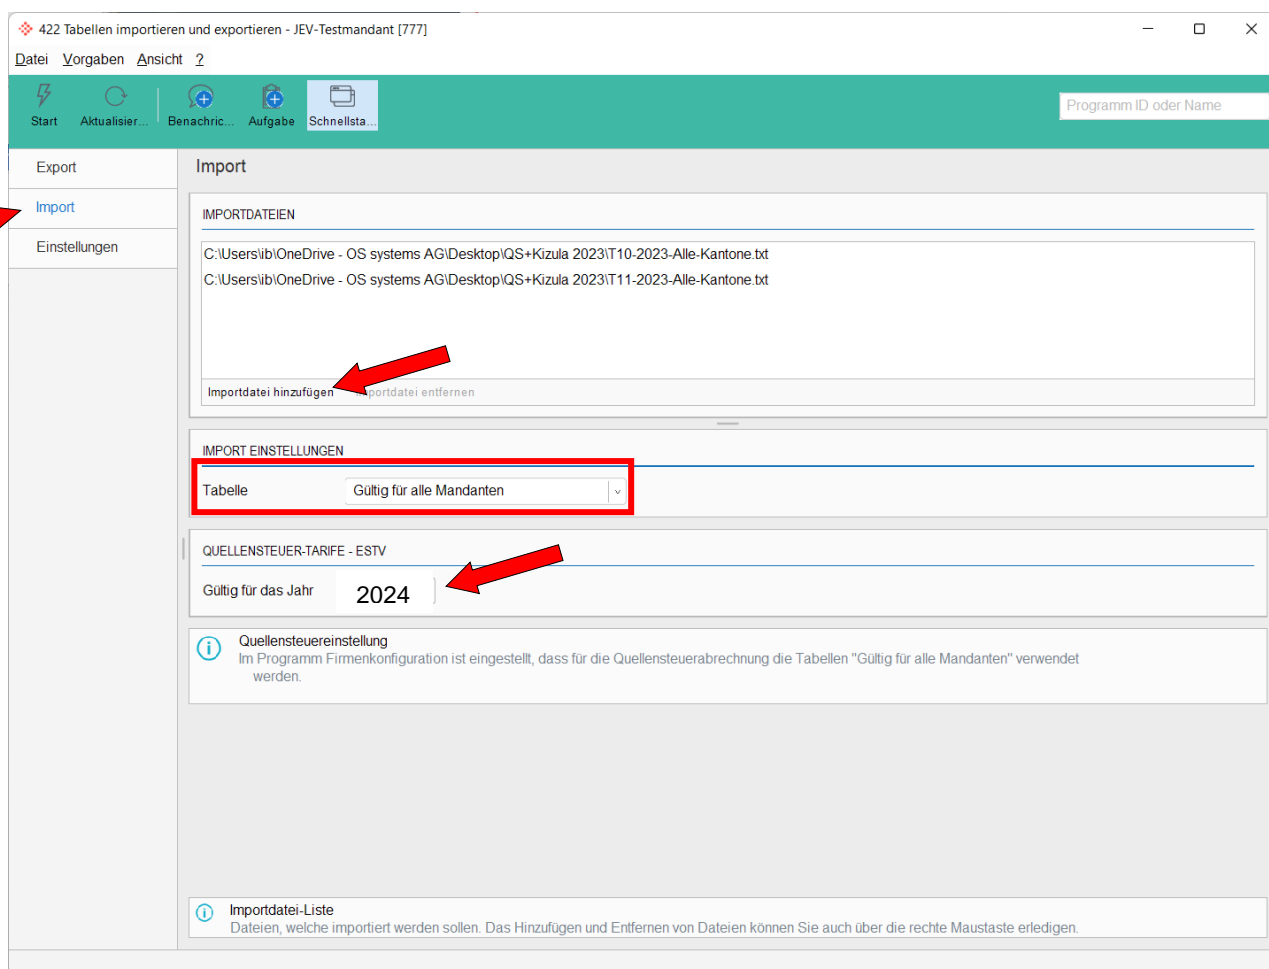 422 Tabellen importieren und exportieren - JEV-Testmandant [777]
Datei Vorgaben Ansicht ?
Start Aktualisier... Benachric... Aufgabe Schnellsta...
Programm ID oder Name
Export
Import
Einstellungen
Import
IMPORTDATEIEN
C:\Users\ib\OneDrive - OS systems AG\Desktop\QS+Kizula 2023\T10-2023-Alle-Kantone.txt
C:\Users\ib\OneDrive - OS systems AG\Desktop\QS+Kizula 2023\T11-2023-Alle-Kantone.txt
Importdatei hinzufügen Importdatei entfernen
IMPORT EINSTELLUNGEN
Tabelle Gültig für alle Mandanten
QUELLENSTEUER-TARIFE - ESTV
Gültig für das Jahr 2024
Quellensteuereinstellung
Im Programm Firmenkonfiguration ist eingestellt, dass für die Quellensteuerabrechnung die Tabellen "Gültig für alle Mandanten" verwendet
werden.
Importdatei-Liste
Dateien, welche importiert werden sollen. Das Hinzufügen und Entfernen von Dateien können Sie auch über die rechte Maustaste erledigen.